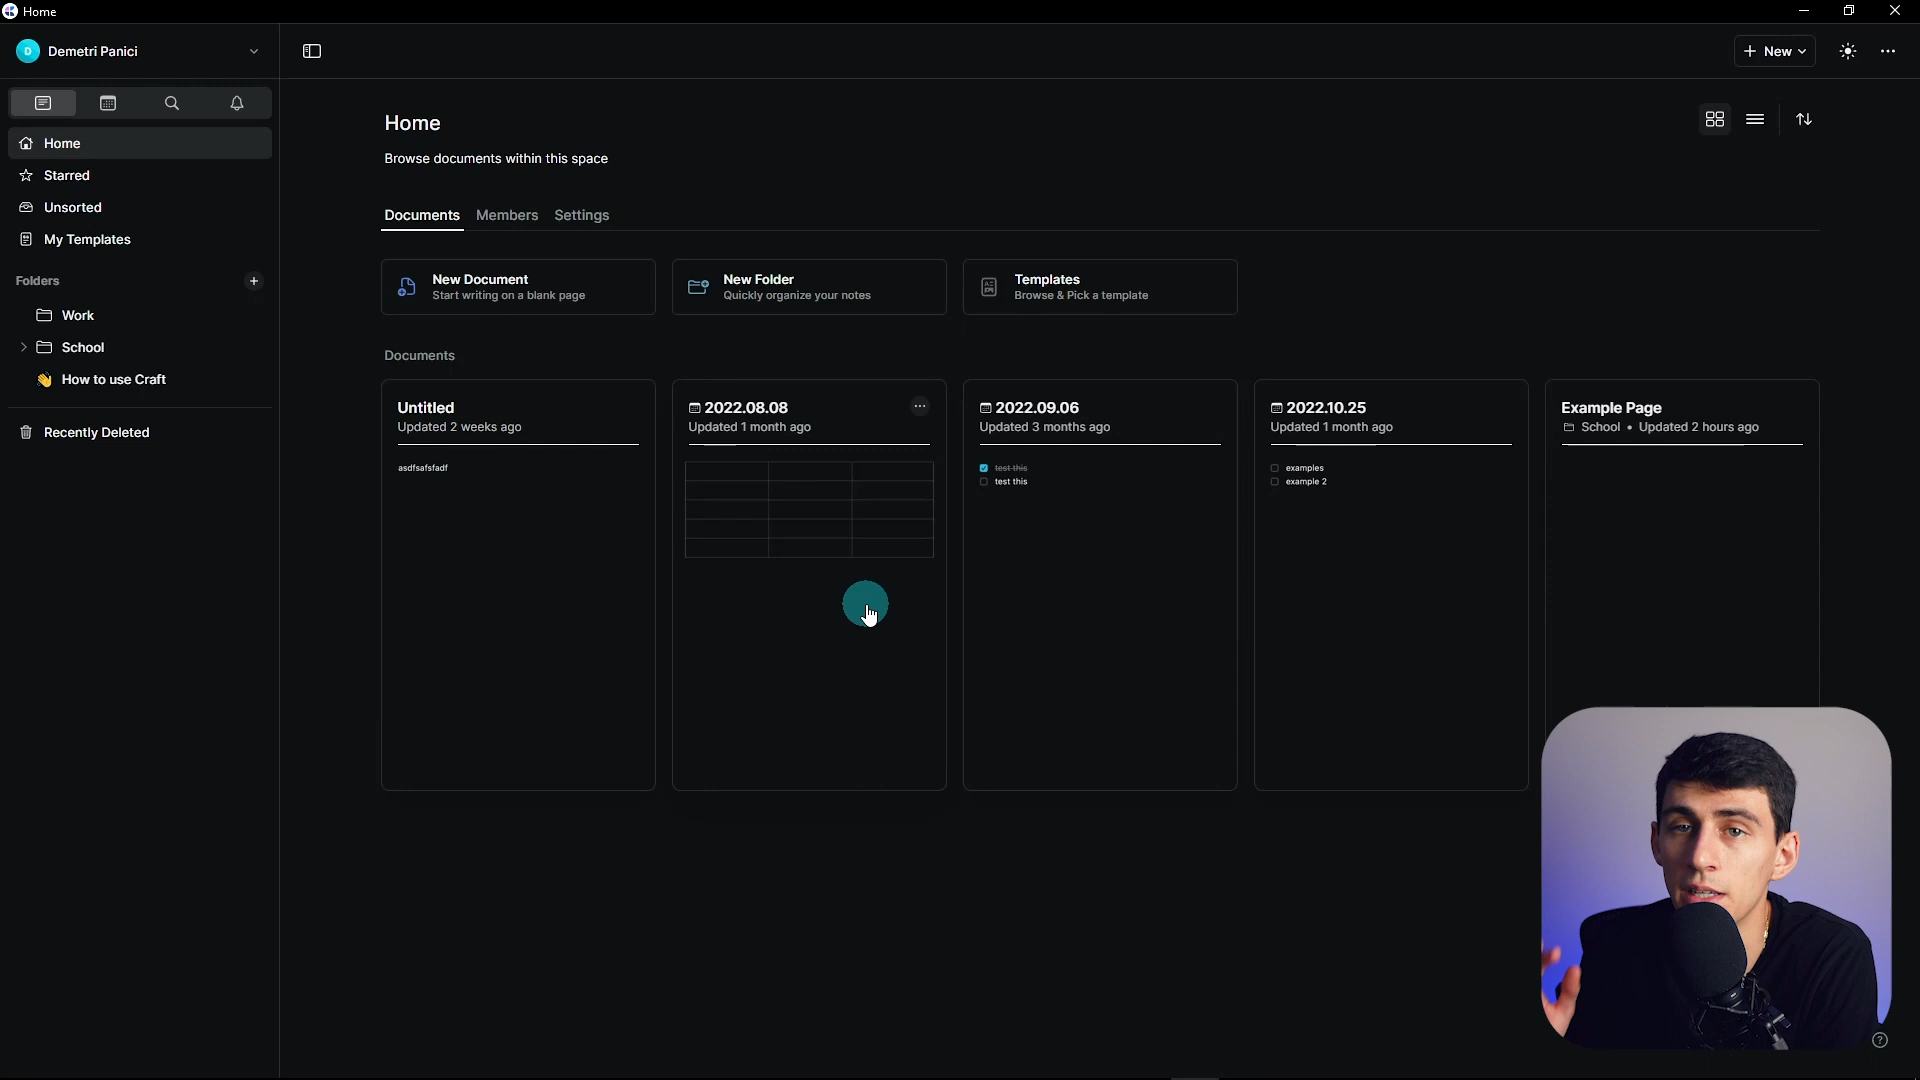 Home
D Demetri Panici
New
Home
Starred
Unsorted
My Templates
Folders
Work
School
How to use Craft
Recently Deleted
Home
Browse documents within this space
Documents Members Settings
New Document
Start writing on a blank page
New Folder
Quickly organize your notes
Templates
Browse & Pick a template
Documents
Untitled
Updated 2 weeks ago
asdfsafsfadf
2022.08.08
Updated 1 month ago
2022.09.06
Updated 3 months ago
test this
test this
2022.10.25
Updated 1 month ago
examples
example 2
Example Page
School • Updated 2 hours ago
?